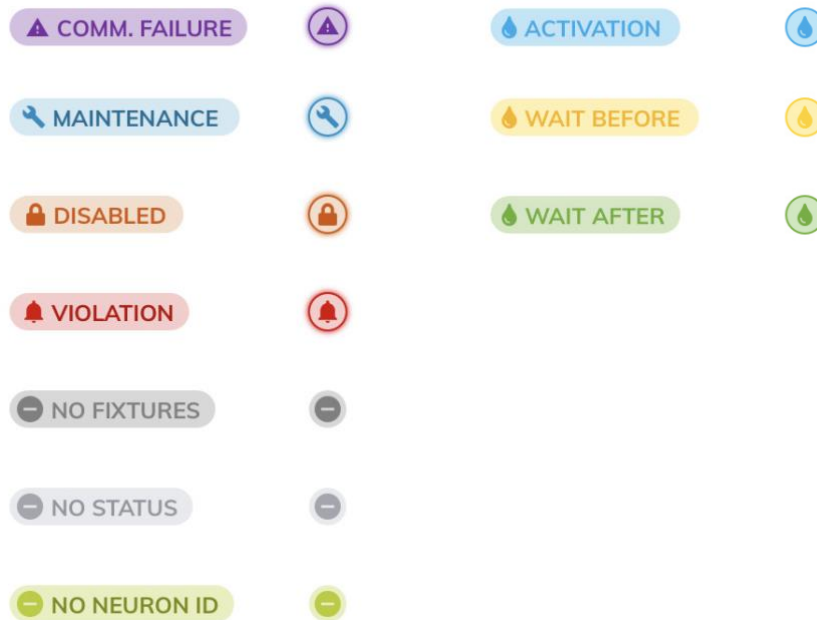 COMM. FAILURE
ACTIVATION
MAINTENANCE
WAIT BEFORE
DISABLED
WAIT AFTER
VIOLATION
NO FIXTURES
NO STATUS
NO NEURON ID